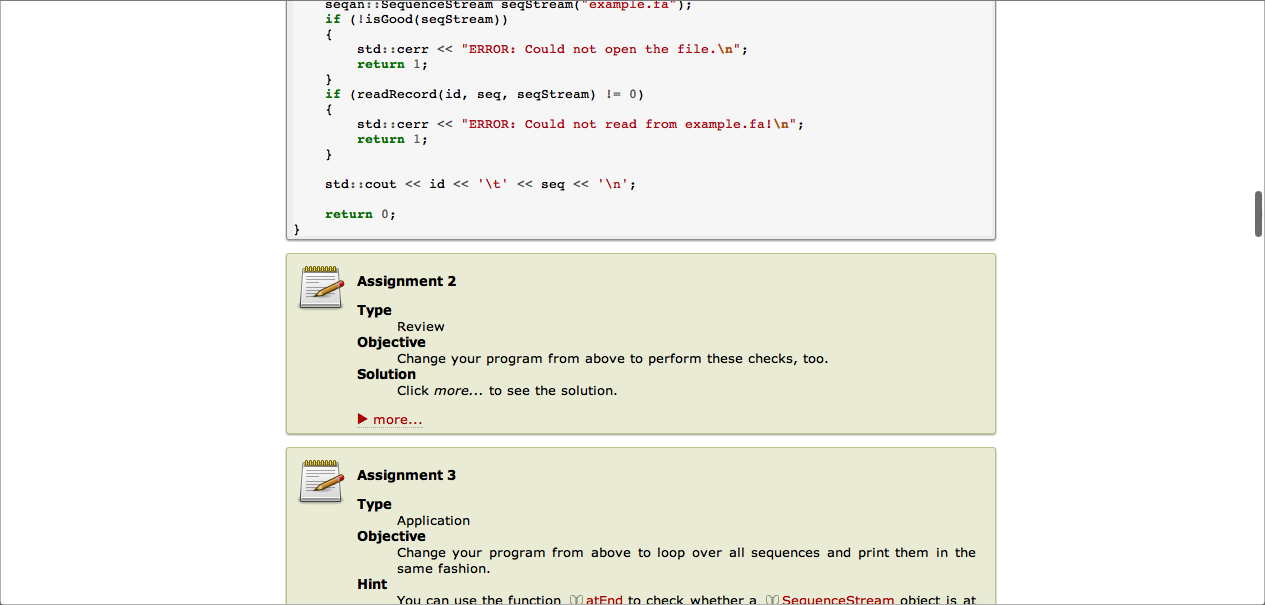 seqan::SequenceStream seqStream("example.fa");
if (!isGood(seqStream))
{
std::cerr << "ERROR: Could not open the file.\n";
return 1;
}
if (readRecord(id, seq, seqStream) != 0)
{
std::cerr << "ERROR: Could not read from example.fa!\n";
return 1;
}
std::cout << id << '\t' << seq << '\n';
return 0;
}
Assignment 2
Type
Review
Objective
Change your program from above to perform these checks, too.
Solution
Click more... to see the solution.
more...
Assignment 3
Type
Application
Objective
Change your program from above to loop over all sequences and print them in the
same fashion.
Hint
You can use the function atEnd to check whether a SequenceStream object is at